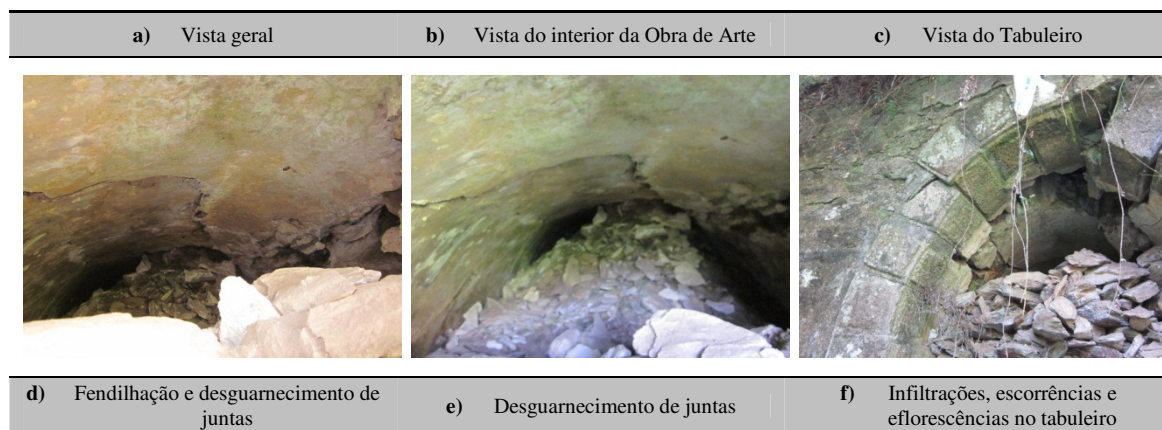 a) Vista geral
b) Vista do interior da Obra de Arte
c) Vista do Tabuleiro
d) Fendilhação e desguarnecimento de
juntas
e) Desguarnecimento de juntas
f) Infiltrações, escorrências e
eflorescências no tabuleiro